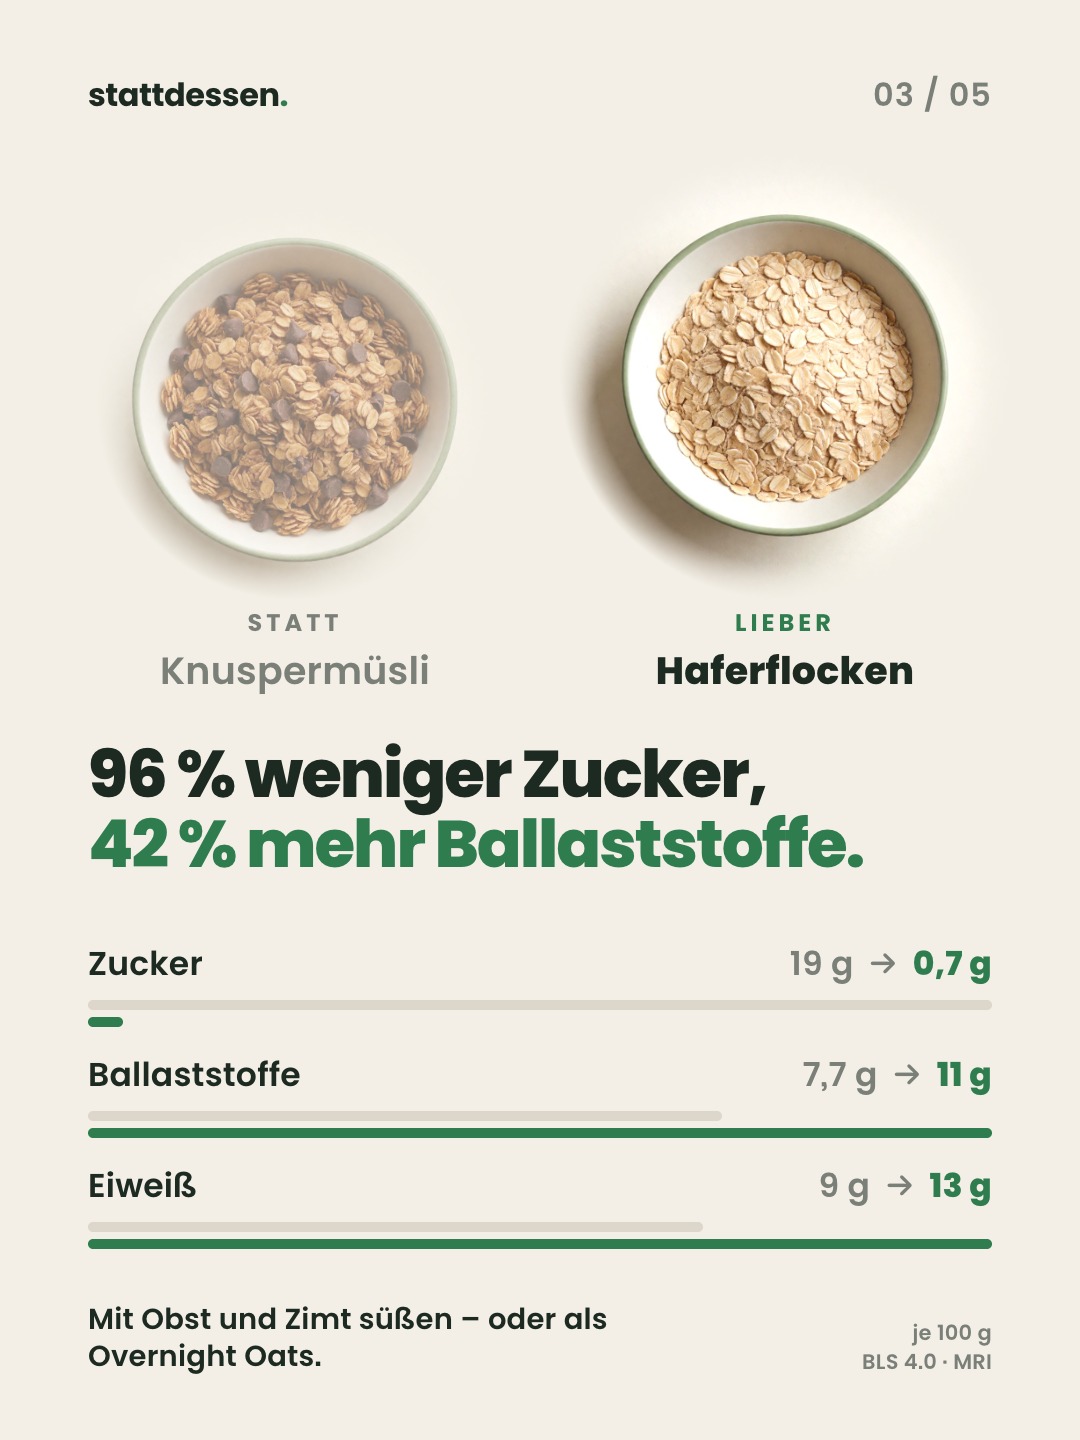 stattdessen.
03 / 05
STATT
Knuspermüsli
LIEBER
Haferflocken
96 % weniger Zucker,
42 % mehr Ballaststoffe.
Zucker
19 g → 0,7 g
Ballaststoffe
7,7 g → 11 g
Eiweiß
9 g → 13 g
Mit Obst und Zimt süßen – oder als
Overnight Oats.
je 100 g
BLS 4.0 · MRI